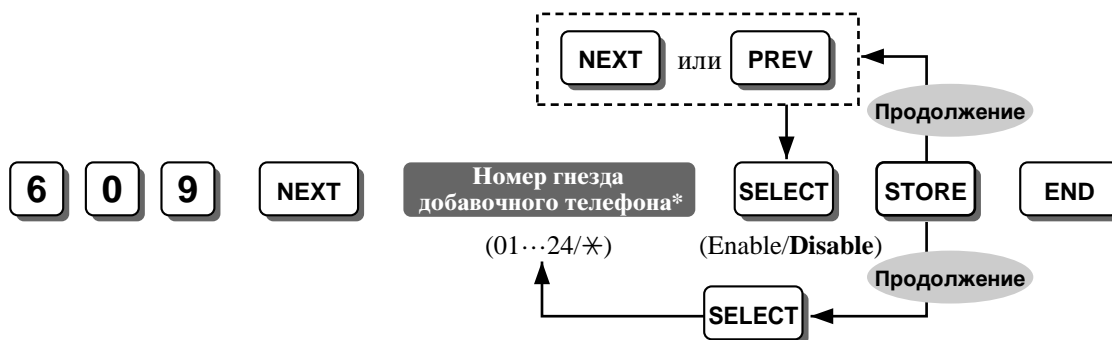 NEXT или PREV
Продолжение
6 0 9 NEXT Номер гнезда
добавочного телефона* SELECT STORE END
(01···24/✳) (Enable/Disable)
Продолжение
SELECT